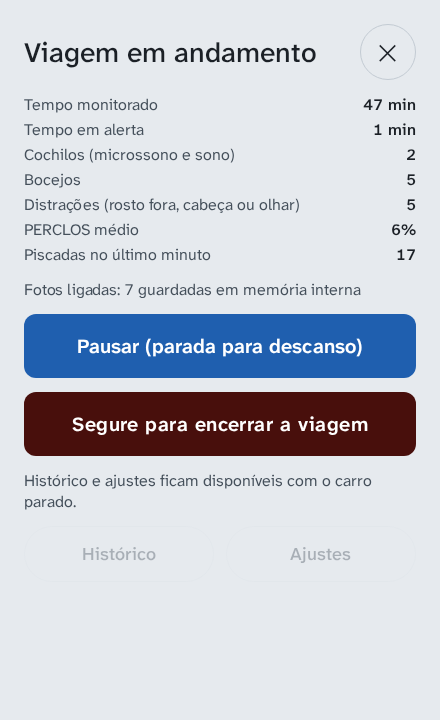 Viagem em andamento
Tempo monitorado 47 min
Tempo em alerta 1 min
Cochilos (microssono e sono) 2
Bocejos 5
Distrações (rosto fora, cabeça ou olhar) 5
PERCLOS médio 6%
Piscadas no último minuto 17
Fotos ligadas: 7 guardadas em memória interna
Pausar (parada para descanso)
Segure para encerrar a viagem
Histórico e ajustes ficam disponíveis com o carro
parado.
Histórico Ajustes